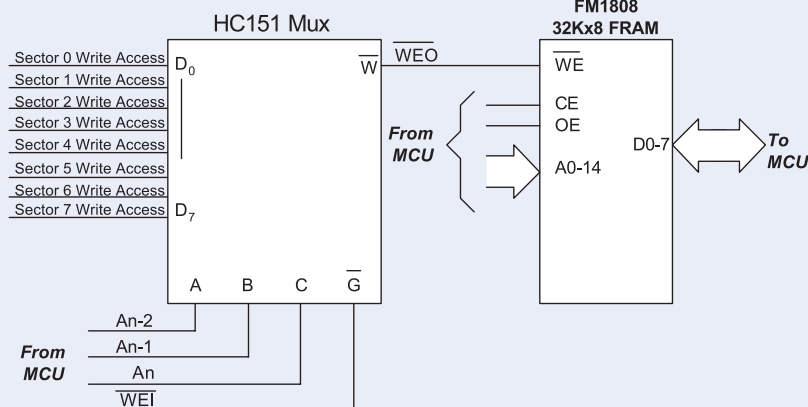 HC151 Mux
FM1808
32Kx8 FRAM
Sector 0 Write Access
Sector 1 Write Access
Sector 2 Write Access
Sector 3 Write Access
Sector 4 Write Access
Sector 5 Write Access
Sector 6 Write Access
Sector 7 Write Access
D0
D7
W
WEO
A B C G
From
MCU
WE
CE
OE
A0-14
D0-7
To
MCU
From
MCU
An-2
An-1
An
WEI